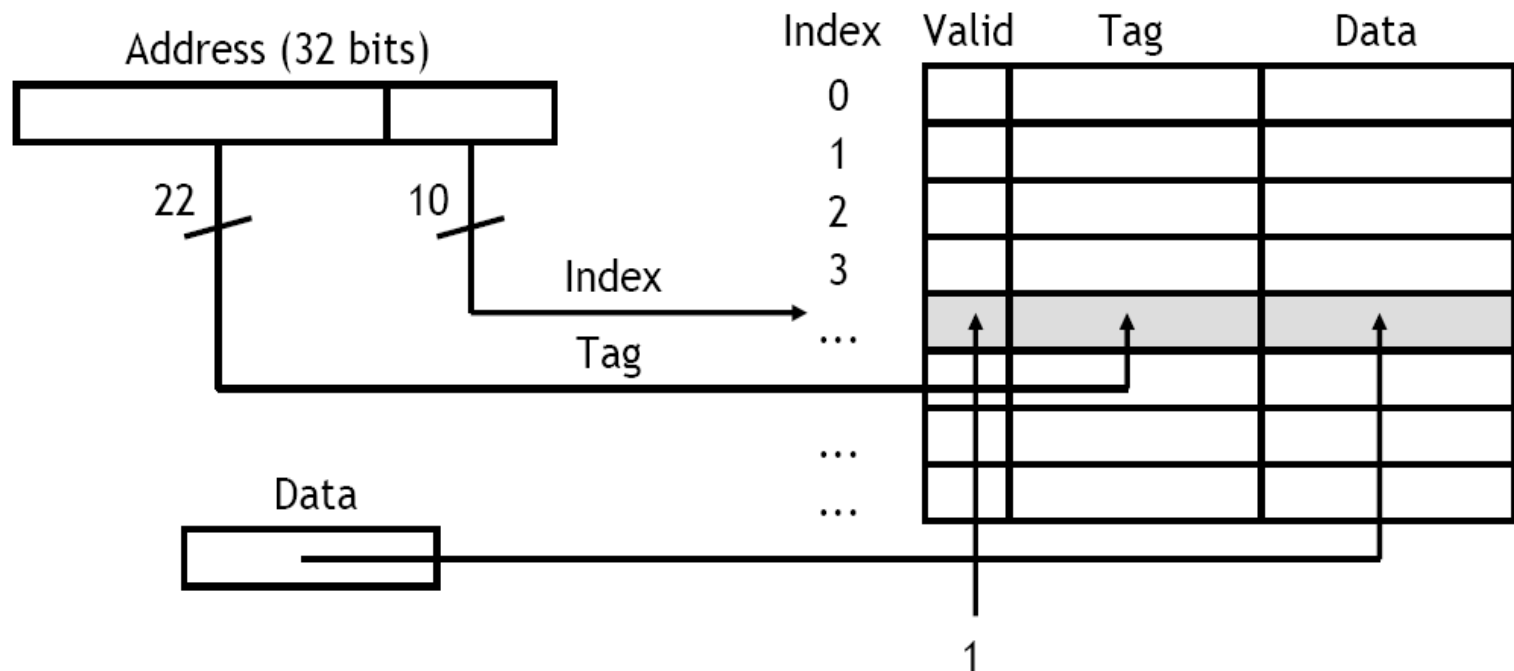 Address (32 bits)
Index Valid Tag Data
0
1
2
3
...
...
...
22
10
Index
Tag
Data
1